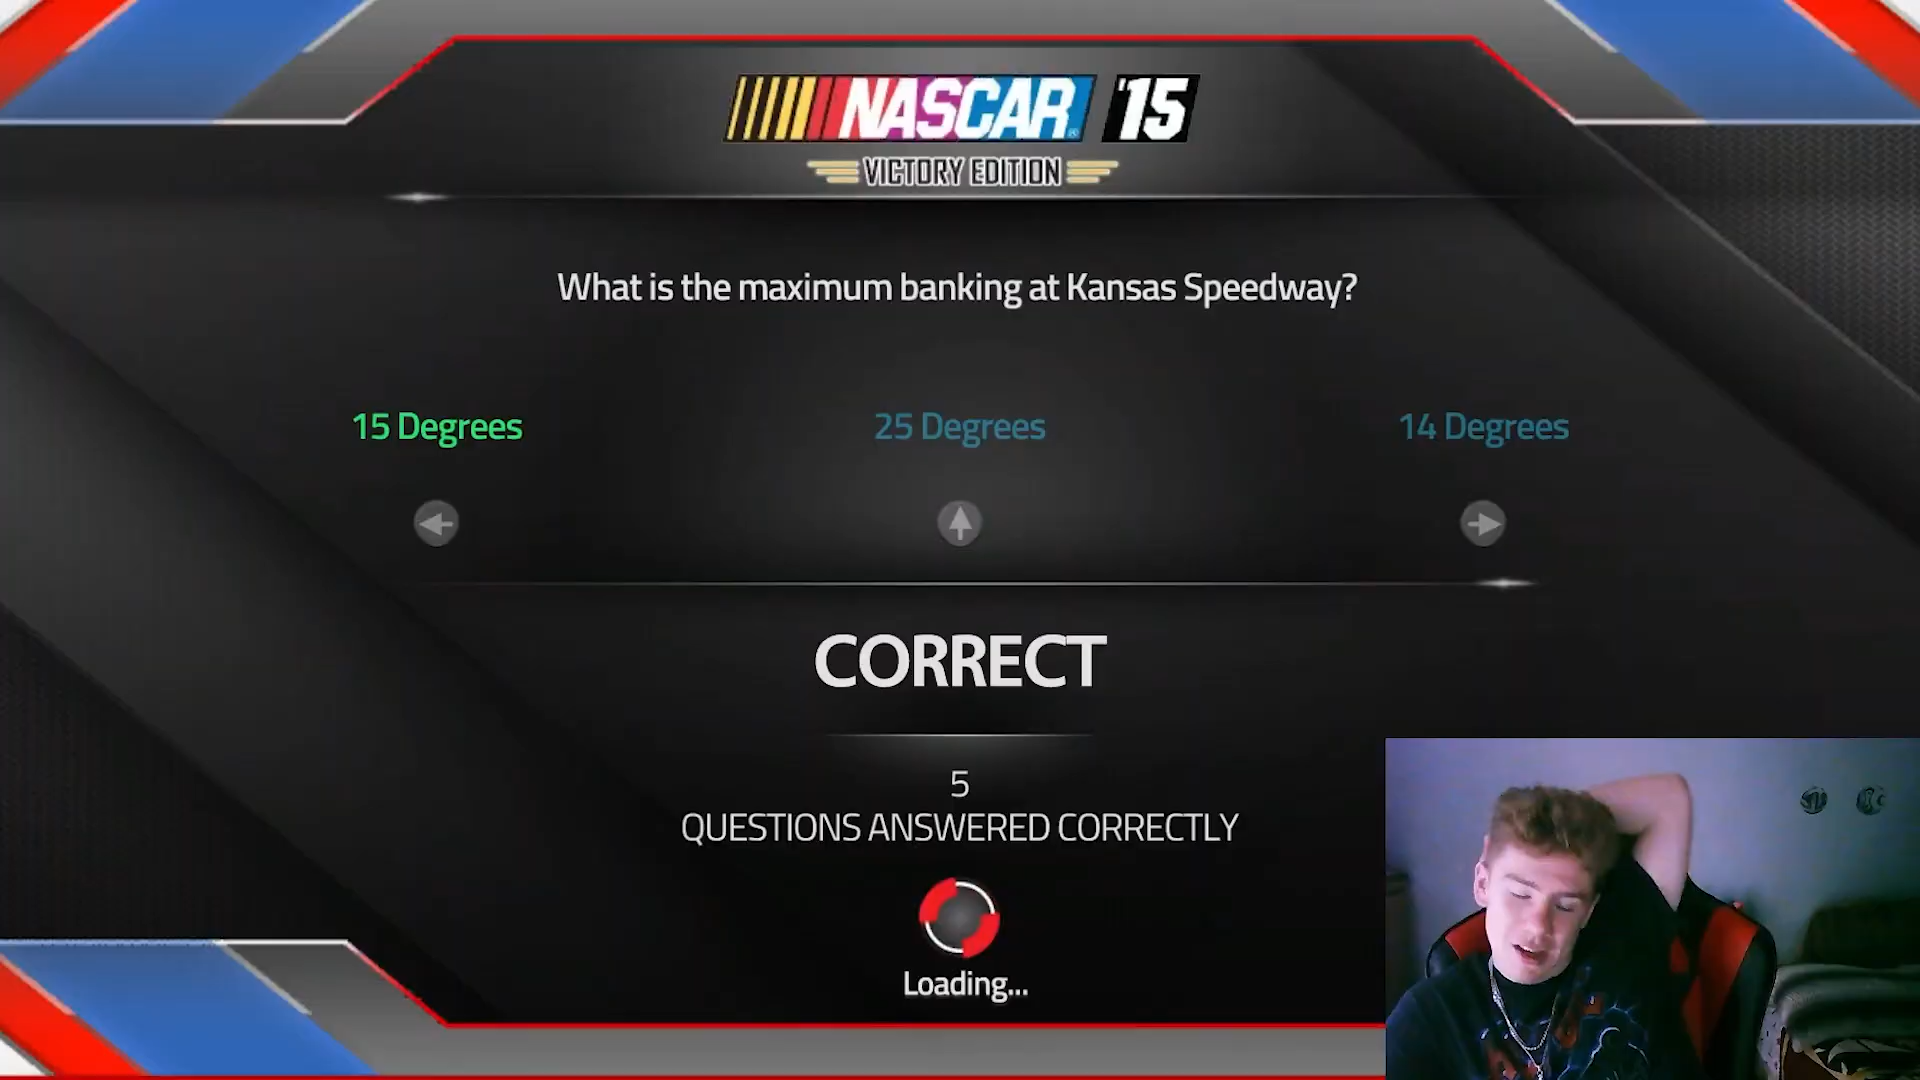 NASCAR '15
VICTORY EDITION
What is the maximum banking at Kansas Speedway?
15 Degrees
25 Degrees
14 Degrees
CORRECT
5
QUESTIONS ANSWERED CORRECTLY
Loading...